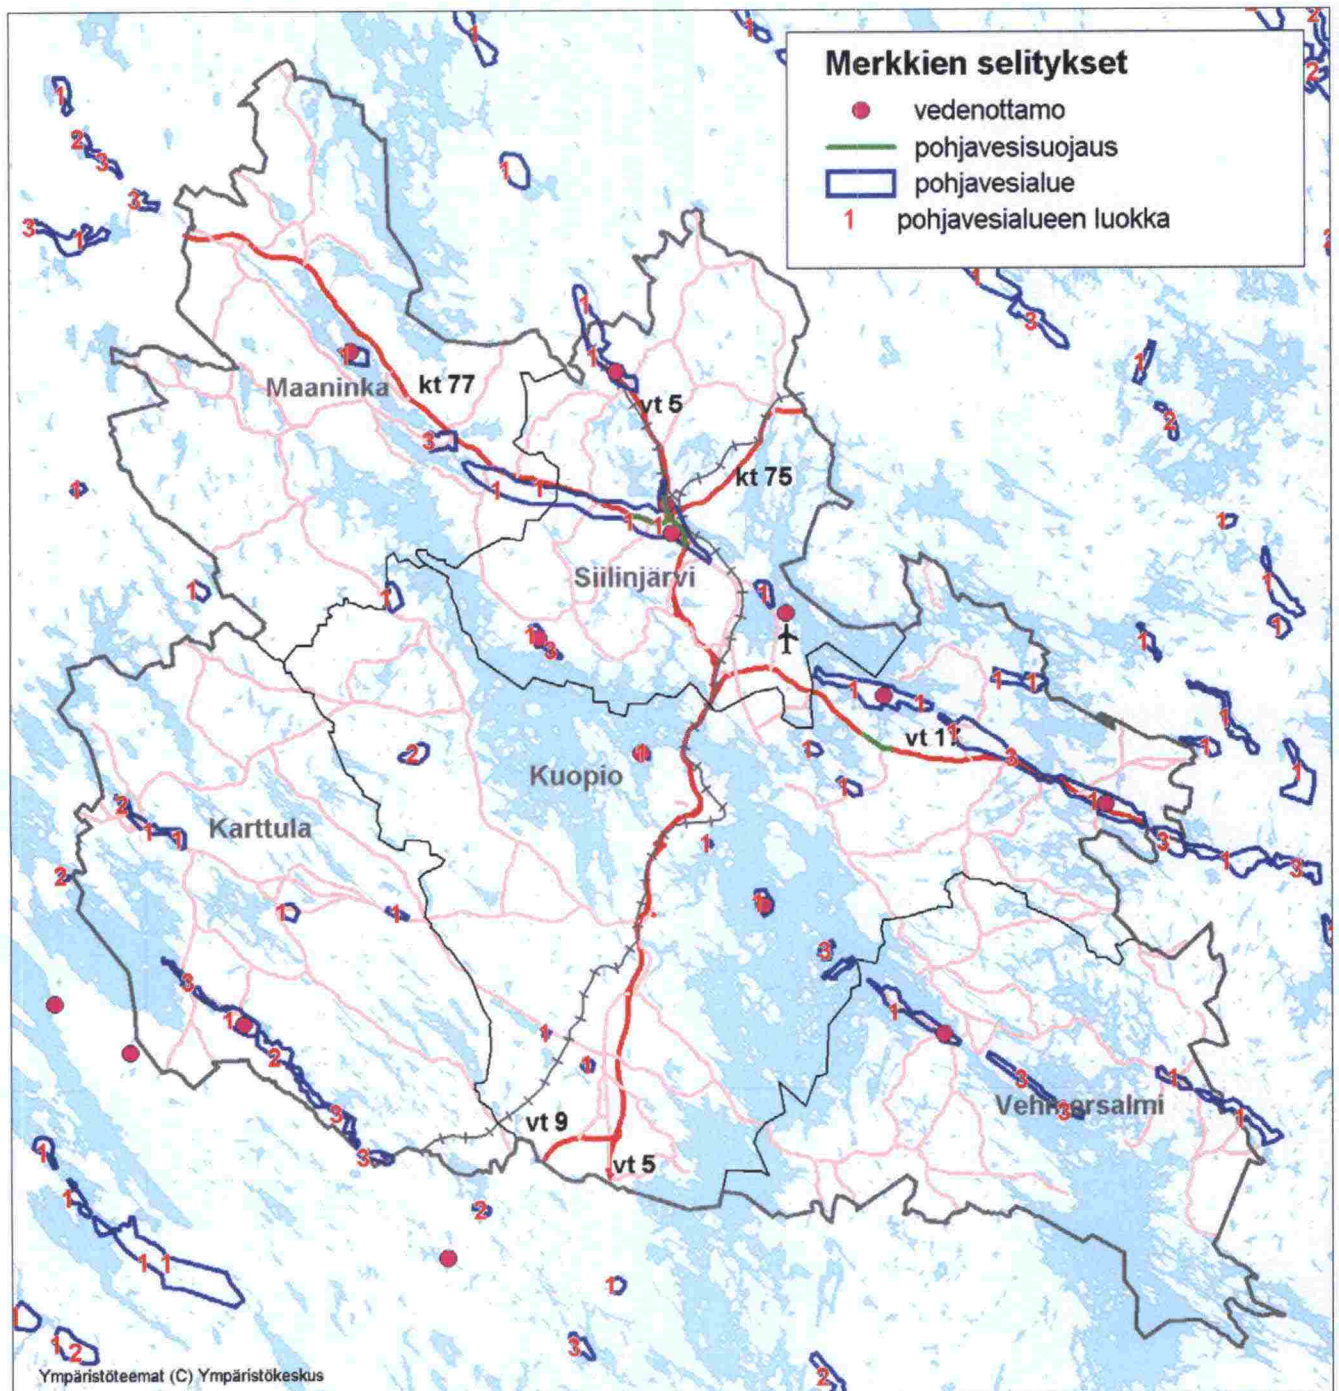 Merkkien selitykset
vedenottamo
pohjavesisuojaus
pohjavesialue
1 pohjavesialueen luokka
Maaninka
kt 77
vt 5
kt 75
Siilinjärvi
vt 17
Kuopio
Karttula
Vehmersalmi
vt 9
vt 5
Ympäristöteemat (C) Ympäristökeskus